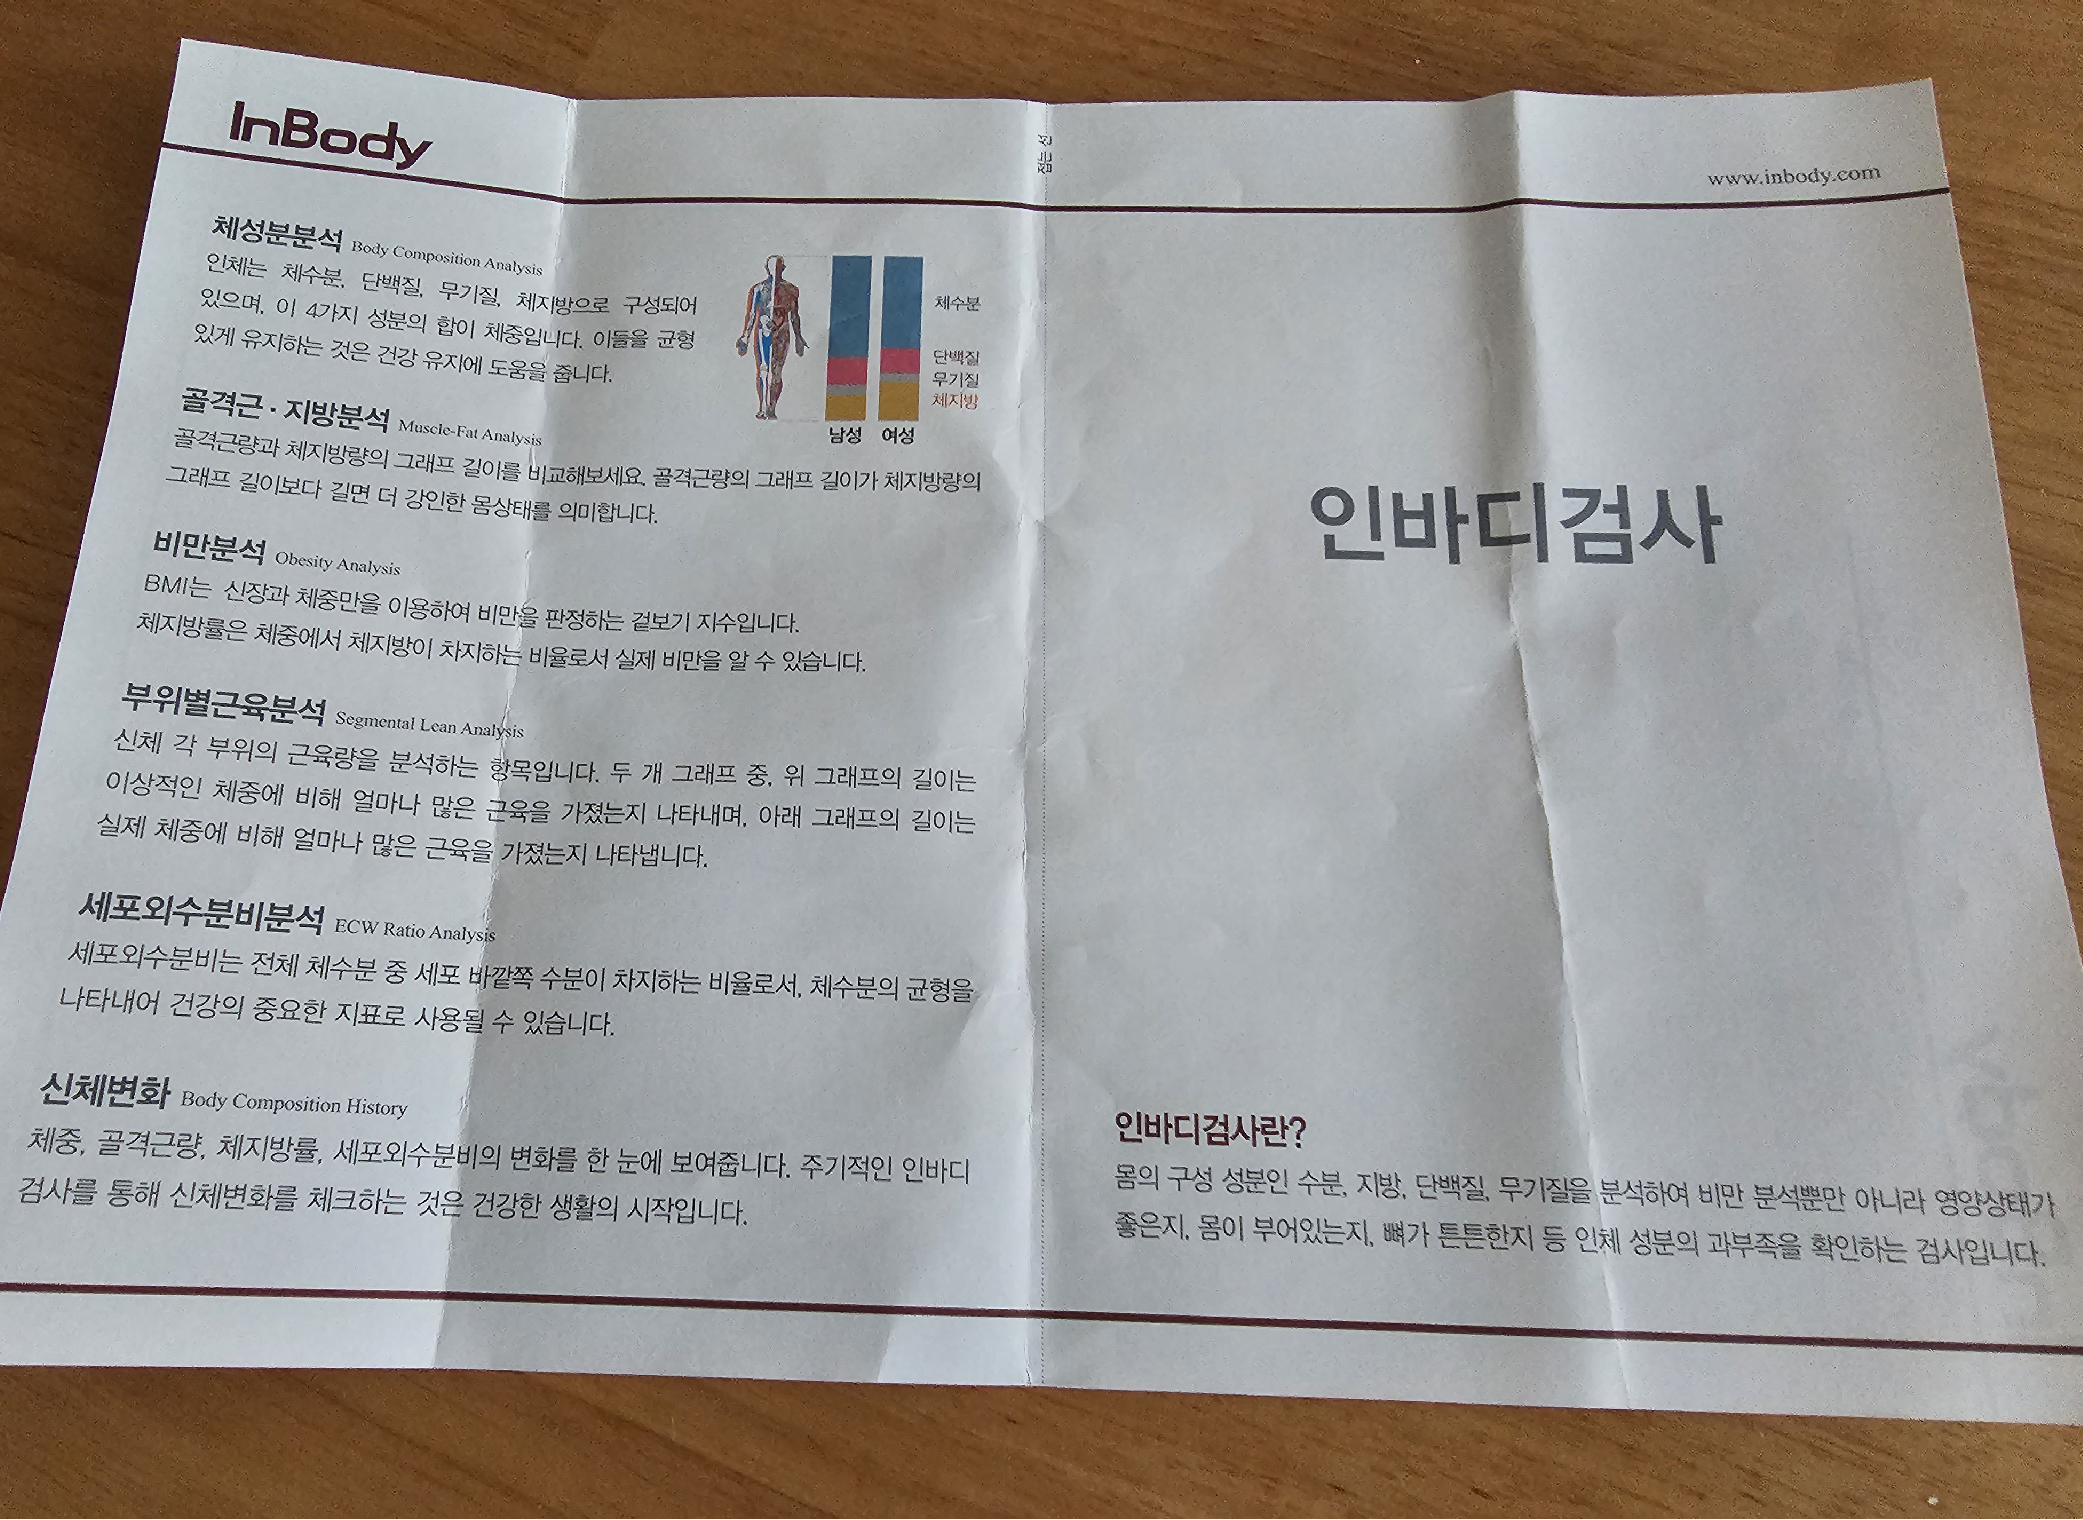 InBody
체성분분석 Body Composition Analysis
인체는 체수분, 단백질, 무기질, 체지방으로 구성되어
있으며, 이 4가지 성분의 합이 체중입니다. 이들을 균형
있게 유지하는 것은 건강 유지에 도움을 줍니다.
체수분
단백질
무기질
체지방
남성 여성
골격근·지방분석 Muscle-Fat Analysis
골격근량과 체지방량의 그래프 길이를 비교해보세요. 골격근량의 그래프 길이가 체지방량의
그래프 길이보다 길면 더 강인한 몸상태를 의미합니다.
비만분석 Obesity Analysis
BMI는 신장과 체중만을 이용하여 비만을 판정하는 겉보기 지수입니다.
체지방률은 체중에서 체지방이 차지하는 비율로서 실제 비만을 알 수 있습니다.
부위별근육분석 Segmental Lean Analysis
신체 각 부위의 근육량을 분석하는 항목입니다. 두 개 그래프 중, 위 그래프의 길이는
이상적인 체중에 비해 얼마나 많은 근육을 가졌는지 나타내며, 아래 그래프의 길이는
실제 체중에 비해 얼마나 많은 근육을 가졌는지 나타냅니다.
세포외수분비분석 ECW Ratio Analysis
세포외수분비는 전체 체수분 중 세포 바깥쪽 수분이 차지하는 비율로서, 체수분의 균형을
나타내어 건강의 중요한 지표로 사용될 수 있습니다.
신체변화 Body Composition History
체중, 골격근량, 체지방률, 세포외수분비의 변화를 한 눈에 보여줍니다. 주기적인 인바디
검사를 통해 신체변화를 체크하는 것은 건강한 생활의 시작입니다.
접는 선
www.inbody.com
인바디검사
인바디검사란?
몸의 구성 성분인 수분, 지방, 단백질, 무기질을 분석하여 비만 분석뿐만 아니라 영양상태가
좋은지, 몸이 부어있는지, 뼈가 튼튼한지 등 인체 성분의 과부족을 확인하는 검사입니다.